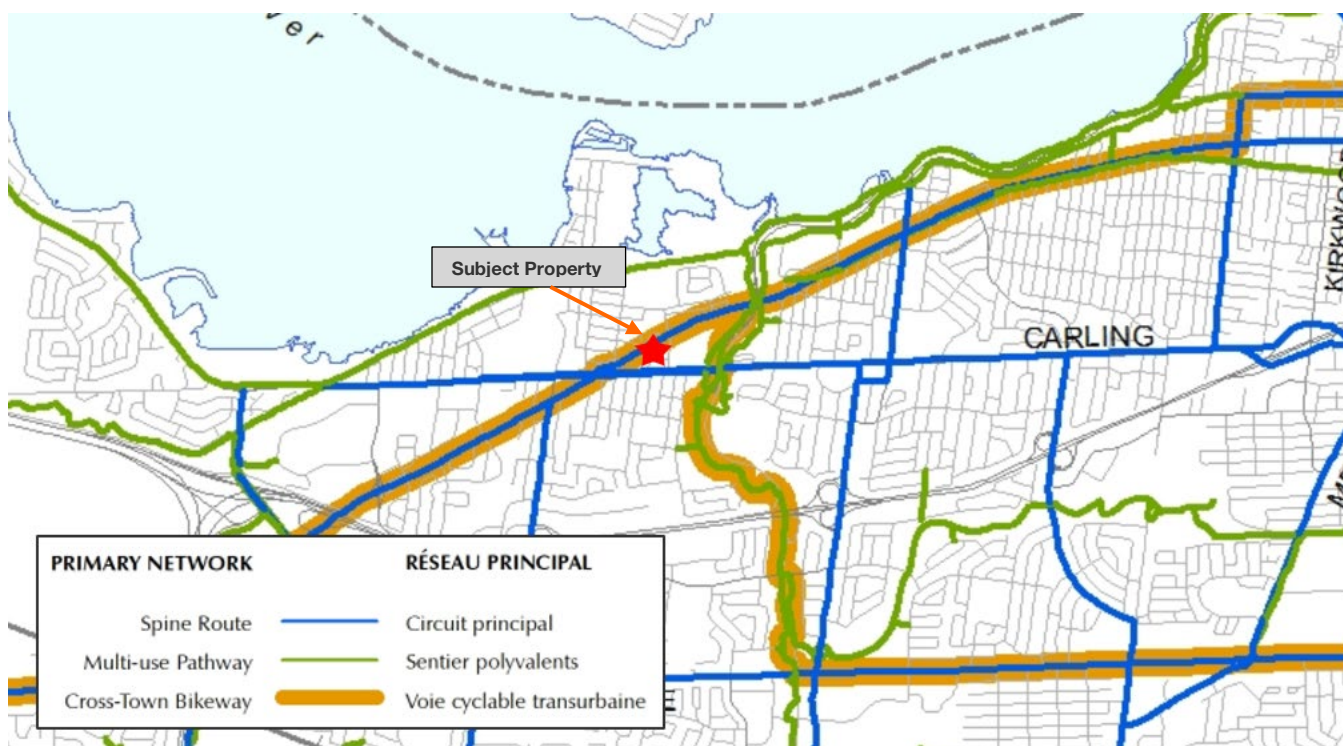 Subject Property
CARLING
PRIMARY NETWORK
RÉSEAU PRINCIPAL
Spine Route
Circuit principal
Multi-use Pathway
Sentier polyvalents
Cross-Town Bikeway
Voie cyclable transurbaine